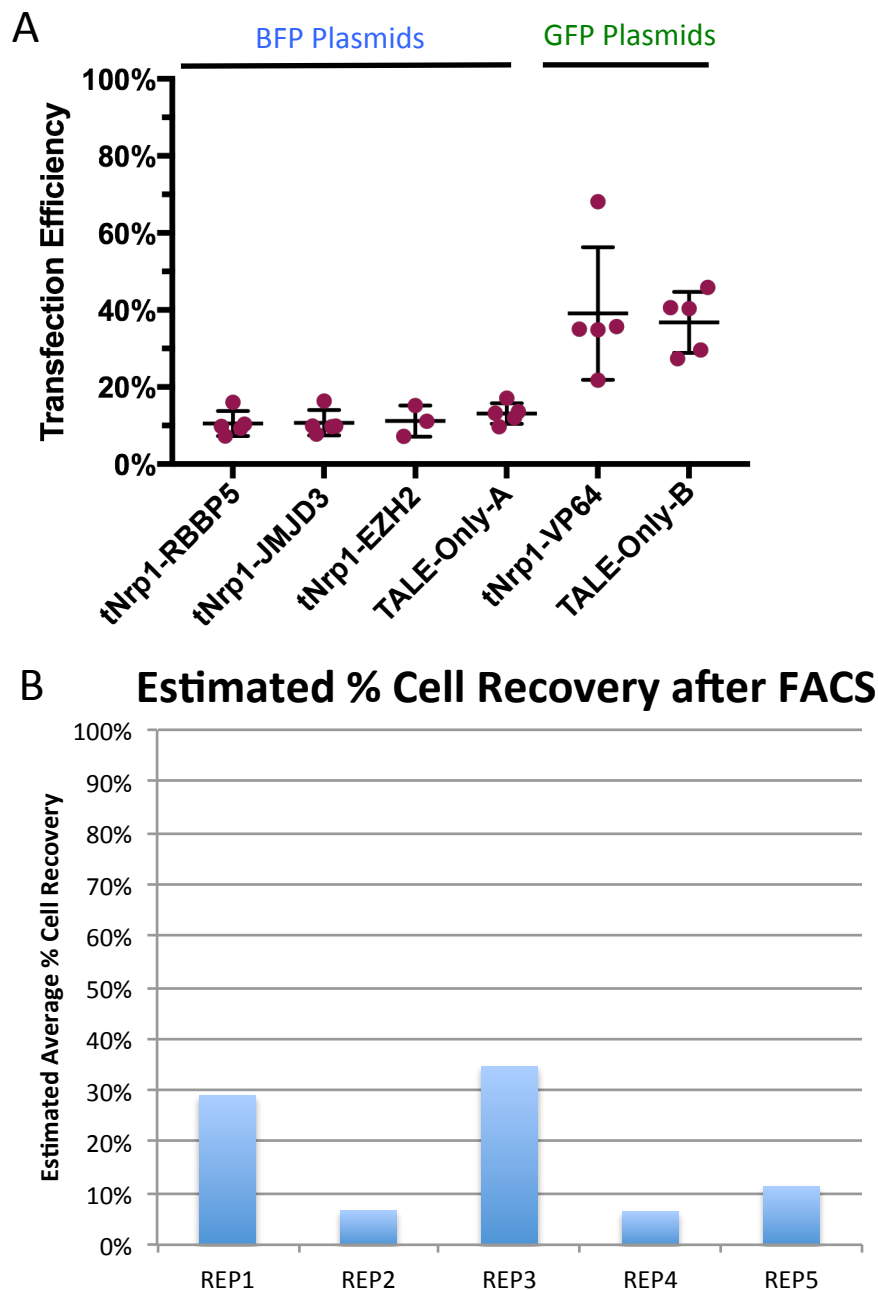 A
BFP Plasmids
GFP Plasmids
Transfection Efficiency
100%
80%
60%
40%
20%
0%
tNrp1-RBBP5
tNrp1-JMJD3
tNrp1-EZH2
TALE-Only-A
tNrp1-VP64
TALE-Only-B
B
Estimated % Cell Recovery after FACS
Estimated Average % Cell Recovery
100%
90%
80%
70%
60%
50%
40%
30%
20%
10%
0%
REP1
REP2
REP3
REP4
REP5